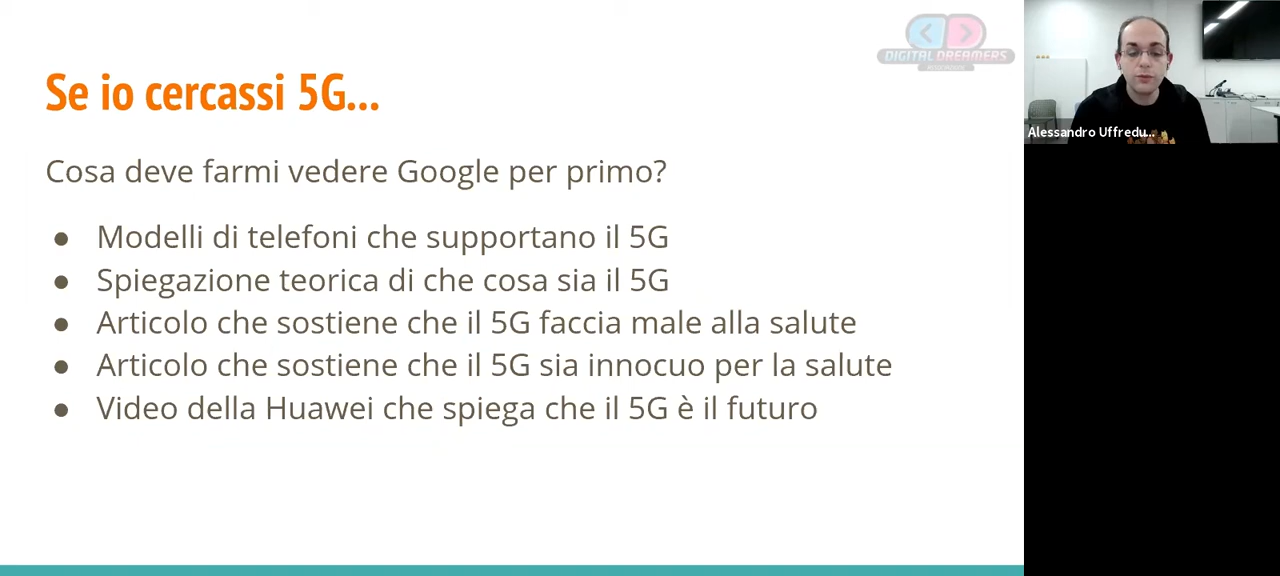 DIGITAL DREAMERS
Se io cercassi 5G...
Cosa deve farmi vedere Google per primo?
● Modelli di telefoni che supportano il 5G
● Spiegazione teorica di che cosa sia il 5G
● Articolo che sostiene che il 5G faccia male alla salute
● Articolo che sostiene che il 5G sia innocuo per la salute
● Video della Huawei che spiega che il 5G è il futuro
Alessandro Uffredu...